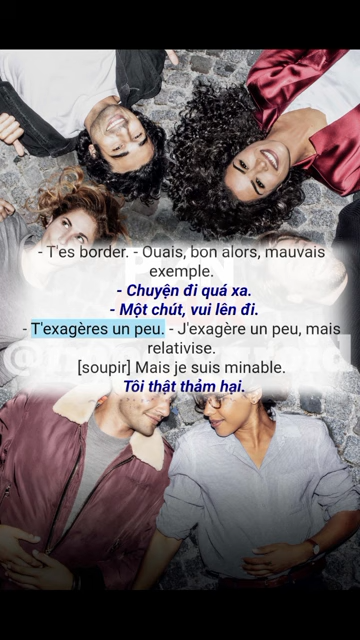 - T'es border. - Ouais, bon alors, mauvais
exemple.
- Chuyện đi quá xa.
- Một chút, vui lên đi.
- T'exagères un peu. - J'exagère un peu, mais
relativise.
[soupir] Mais je suis minable.
Tôi thật thảm hại.